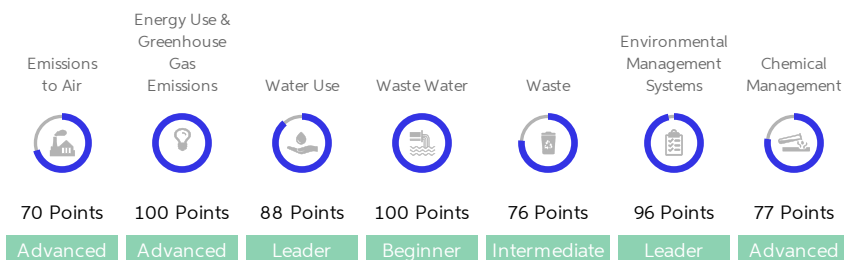 Emissions
to Air
Energy Use &
Greenhouse
Gas
Emissions
Water Use
Waste Water
Waste
Environmental
Management
Systems
Chemical
Management
70 Points
100 Points
88 Points
100 Points
76 Points
96 Points
77 Points
Advanced
Advanced
Leader
Beginner
Intermediate
Leader
Advanced